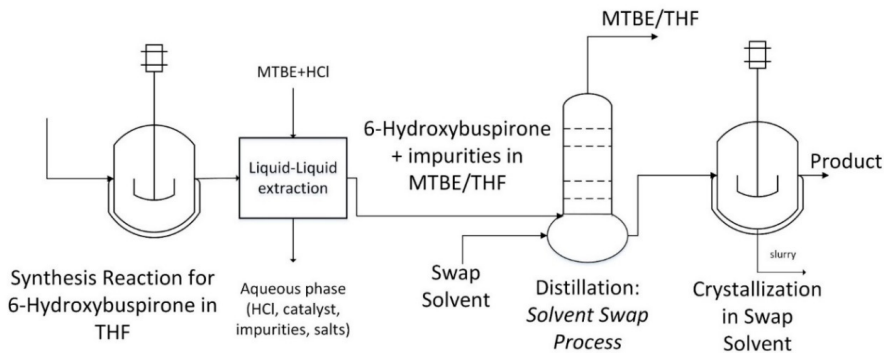 MTBE/THF
MTBE+HCl
6-Hydroxybuspirone
+ impurities in
MTBE/THF
Liquid-Liquid
extraction
Product
slurry
Swap
Solvent
Synthesis Reaction for
6-Hydroxybuspirone in
THF
Aqueous phase
(HCl, catalyst,
impurities, salts)
Distillation:
Solvent Swap
Process
Crystallization
in Swap
Solvent